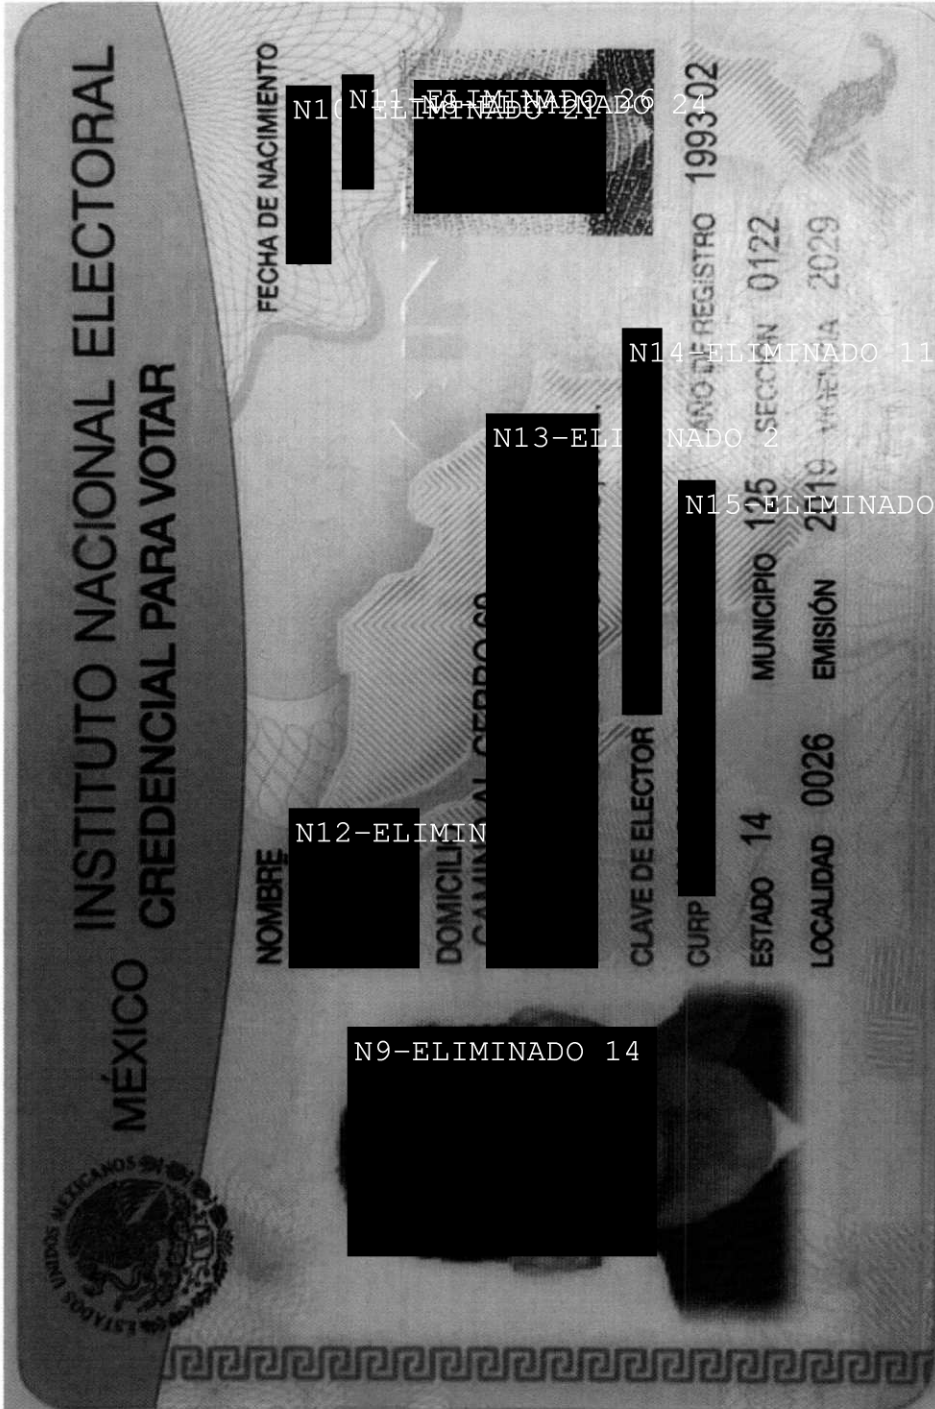 MÉXICO INSTITUTO NACIONAL ELECTORAL
CREDENCIAL PARA VOTAR
ESTADOS UNIDOS MEXICANOS
NOMBRE
FECHA DE NACIMIENTO
N10-ELIMINADO 21
N11-ELIMINADO 26
ELIMINADO 24
N12-ELIMIN
DOMICILI
N13-ELI NADO 2
CLAVE DE ELECTOR
N14-ELIMINADO 11
CURP
N15-ELIMINADO
AÑO DE REGISTRO 1993 02
ESTADO 14 MUNICIPIO 125 SECCIÓN 0122
LOCALIDAD 0026 EMISIÓN 2019 VIGENCIA 2029
N9-ELIMINADO 14